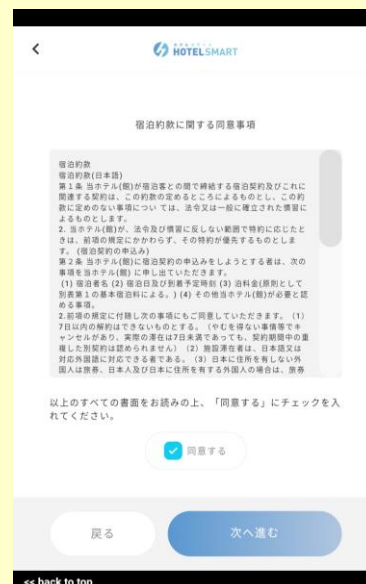 HOTELSMART
宿泊約款に関する同意事項
宿泊約款
宿泊約款(日本語)
第1条 当ホテル(館)が宿泊客との間で締結する宿泊契約及びこれに
関連する契約は、この約款の定めるところによるものとし、この約
款に定めのない事項につい ては、法令又は一般に確立された慣習に
よるものとします。
2. 当ホテル(館)が、法令及び慣習に反しない範囲で特約に応じたと
きは、前項の規定にかかわらず、その特約が優先するものとしま
す。 (宿泊契約の申込み)
第2条 当ホテル(館)に宿泊契約の申込みをしようとする者は、次の
事項を当ホテル(館) に申し出ていただきます。
(1) 宿泊者名 (2) 宿泊日及び到着予定時刻 (3) 泊料金(原則として
別表第1の基本宿泊料による。) (4) その他当ホテル(館)が必要と認
める事項。
2.前項の規定に付随し次の事項にもご同意していただきます。（1）
7日以内の解約はできないものとする。（やむを得ない事情等でキ
ャンセルがあり、実際の滞在は7日未満であっても、契約期間中の重
複した別契約は認められません）（2）施設滞在者は、日本語又は
対応外国語に対応できる者である。（3）日本に住所を有しない外
国人は旅券、日本人及び日本に住所を有する外国人の場合は、旅券
以上のすべての書面をお読みの上、「同意する」にチェックを入
れてください。
同意する
戻る
次へ進む
<< back to top